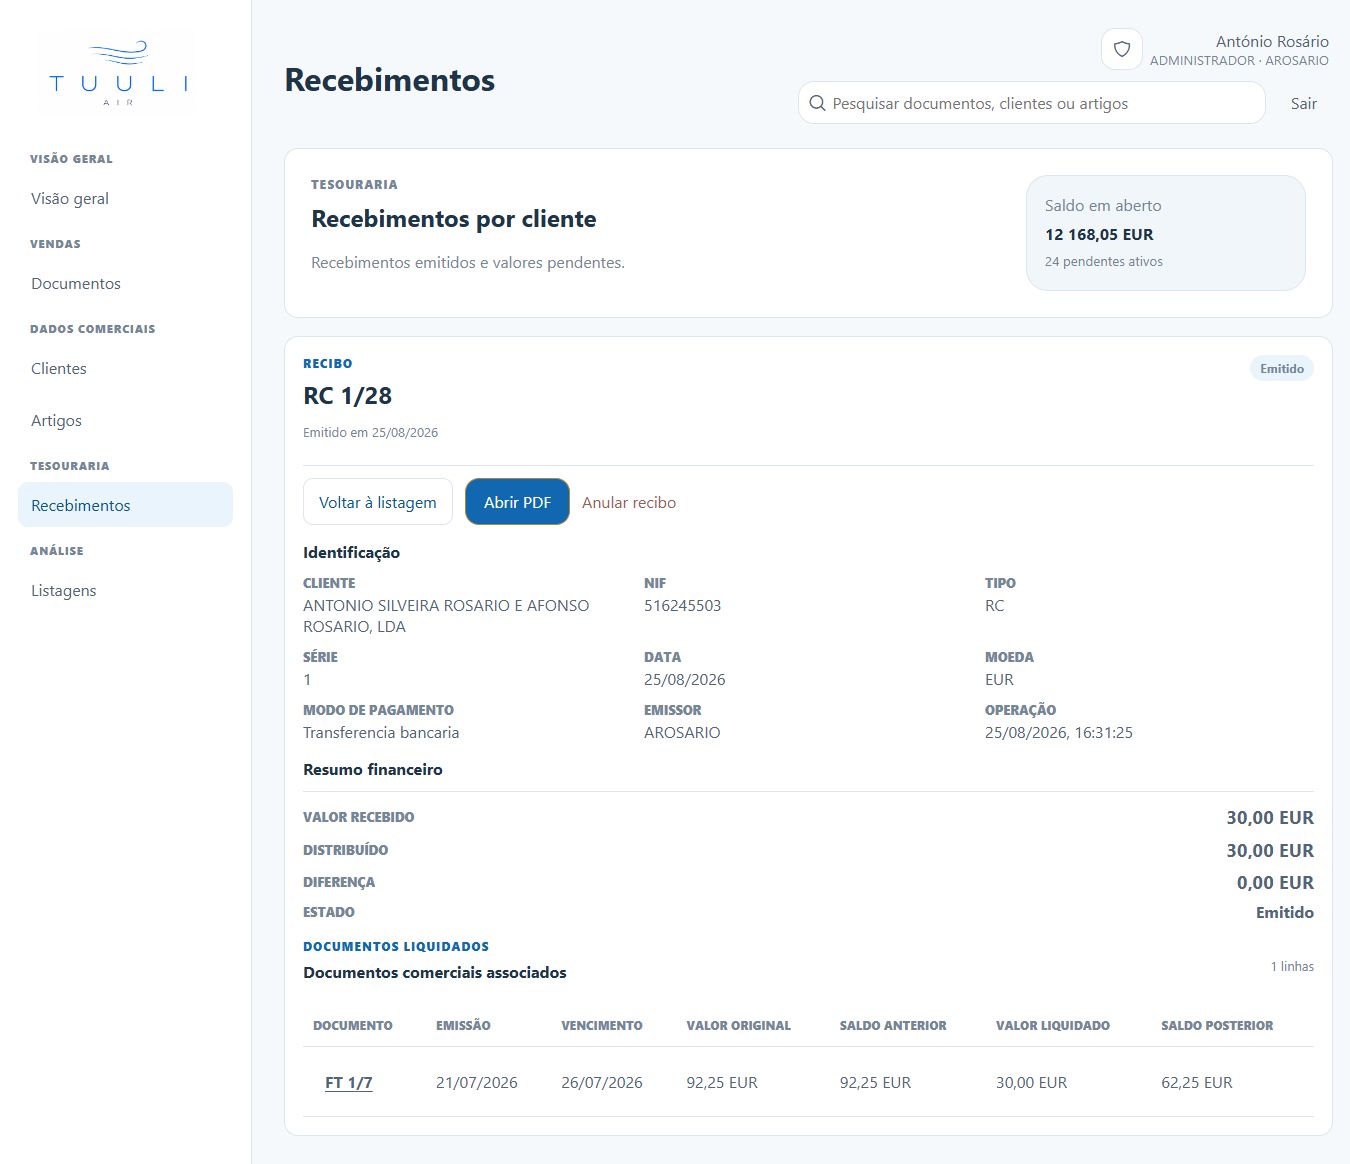 TUULI
AIR
VISÃO GERAL
Visão geral
VENDAS
Documentos
DADOS COMERCIAIS
Clientes
Artigos
TESOURARIA
Recebimentos
ANÁLISE
Listagens
Recebimentos
António Rosário
ADMINISTRADOR · AROSARIO
Pesquisar documentos, clientes ou artigos
Sair
TESOURARIA
Recebimentos por cliente
Recebimentos emitidos e valores pendentes.
Saldo em aberto
12 168,05 EUR
24 pendentes ativos
RECIBO
RC 1/28
Emitido em 25/08/2026
Emitido
Voltar à listagem
Abrir PDF
Anular recibo
Identificação
CLIENTE
ANTONIO SILVEIRA ROSARIO E AFONSO
ROSARIO, LDA
NIF
516245503
TIPO
RC
SÉRIE
1
DATA
25/08/2026
MOEDA
EUR
MODO DE PAGAMENTO
Transferencia bancaria
EMISSOR
AROSARIO
OPERAÇÃO
25/08/2026, 16:31:25
Resumo financeiro
VALOR RECEBIDO 30,00 EUR
DISTRIBUÍDO 30,00 EUR
DIFERENÇA 0,00 EUR
ESTADO Emitido
DOCUMENTOS LIQUIDADOS
Documentos comerciais associados
1 linhas
DOCUMENTO EMISSÃO VENCIMENTO VALOR ORIGINAL SALDO ANTERIOR VALOR LIQUIDADO SALDO POSTERIOR
FT 1/7 21/07/2026 26/07/2026 92,25 EUR 92,25 EUR 30,00 EUR 62,25 EUR